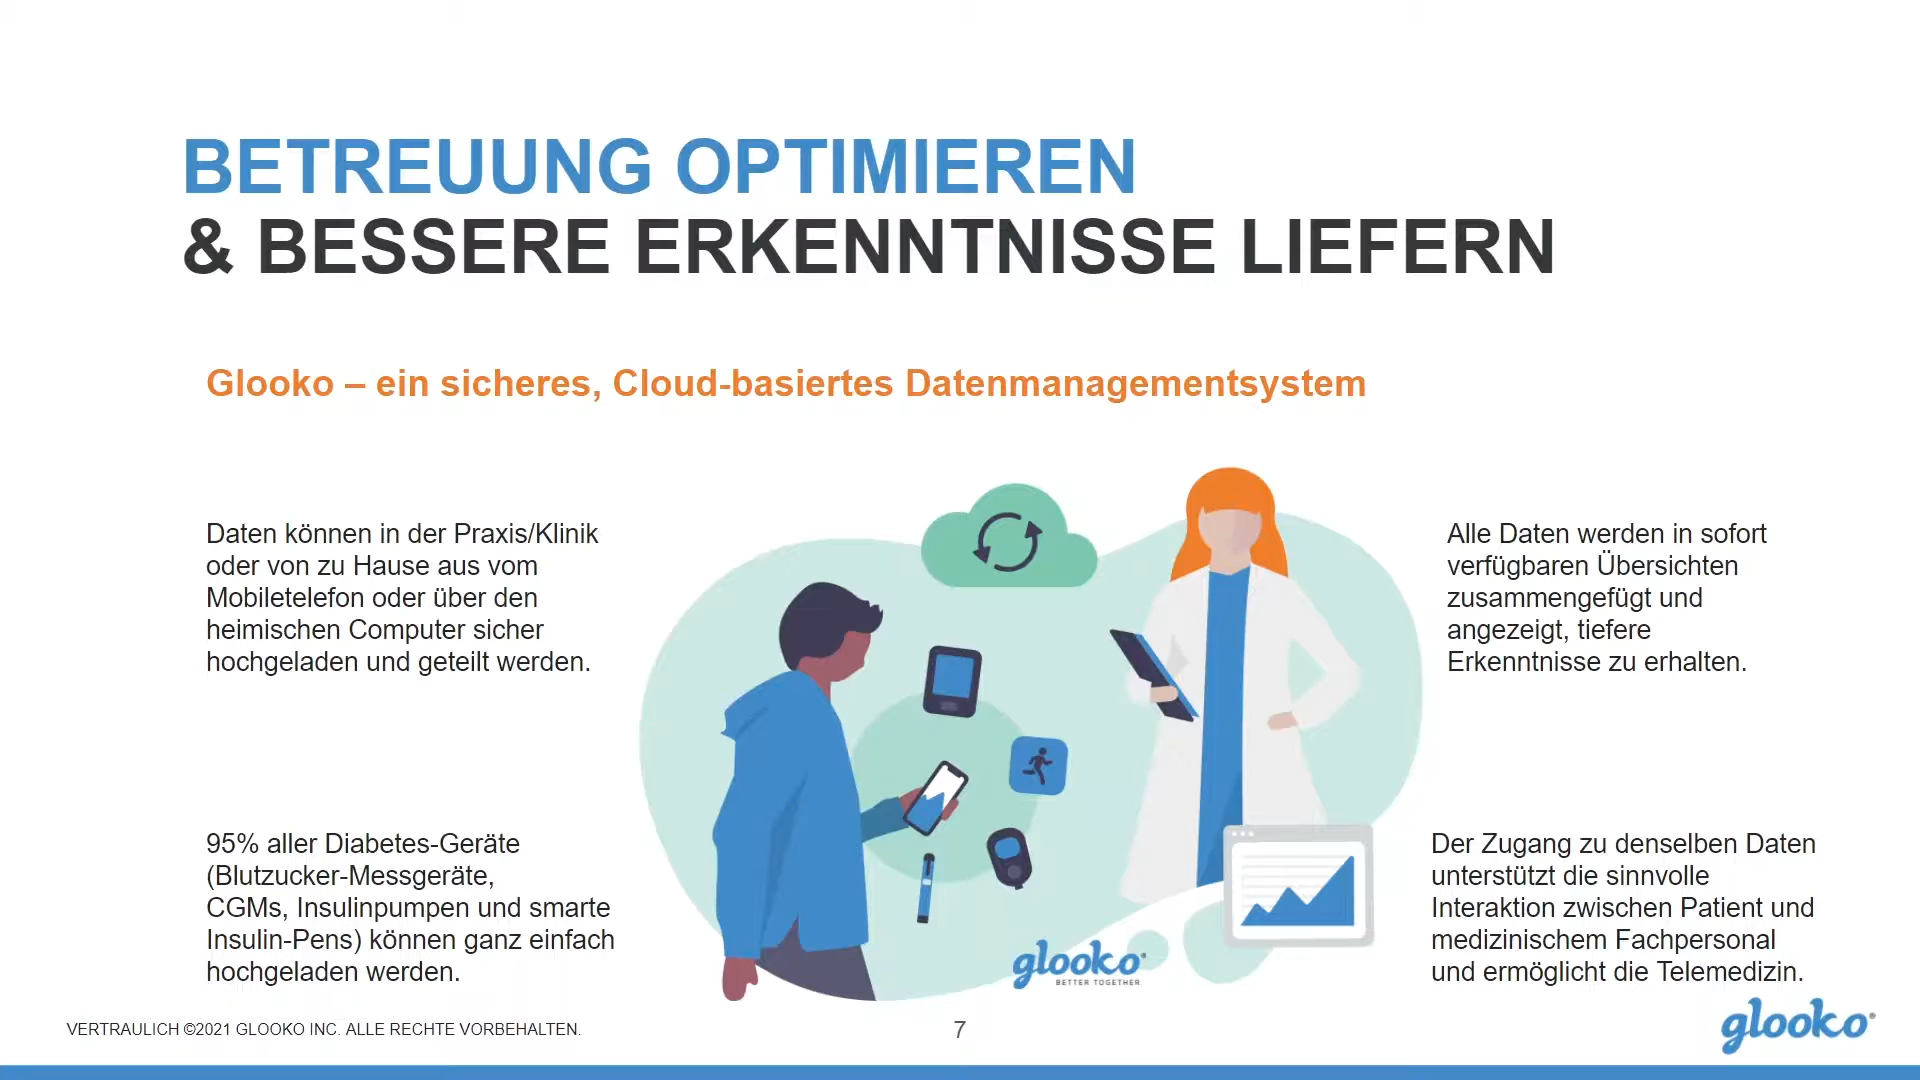 BETREUUNG OPTIMIEREN
& BESSERE ERKENNTNISSE LIEFERN
Glooko – ein sicheres, Cloud-basiertes Datenmanagementsystem
Daten können in der Praxis/Klinik
oder von zu Hause aus vom
Mobiletelefon oder über den
heimischen Computer sicher
hochgeladen und geteilt werden.
Alle Daten werden in sofort
verfügbaren Übersichten
zusammengefügt und
angezeigt, tiefere
Erkenntnisse zu erhalten.
95% aller Diabetes-Geräte
(Blutzucker-Messgeräte,
CGMs, Insulinpumpen und smarte
Insulin-Pens) können ganz einfach
hochgeladen werden.
Der Zugang zu denselben Daten
unterstützt die sinnvolle
Interaktion zwischen Patient und
medizinischem Fachpersonal
und ermöglicht die Telemedizin.
glooko®
BETTER TOGETHER
VERTRAULICH ©2021 GLOOKO INC. ALLE RECHTE VORBEHALTEN.
7
glooko®